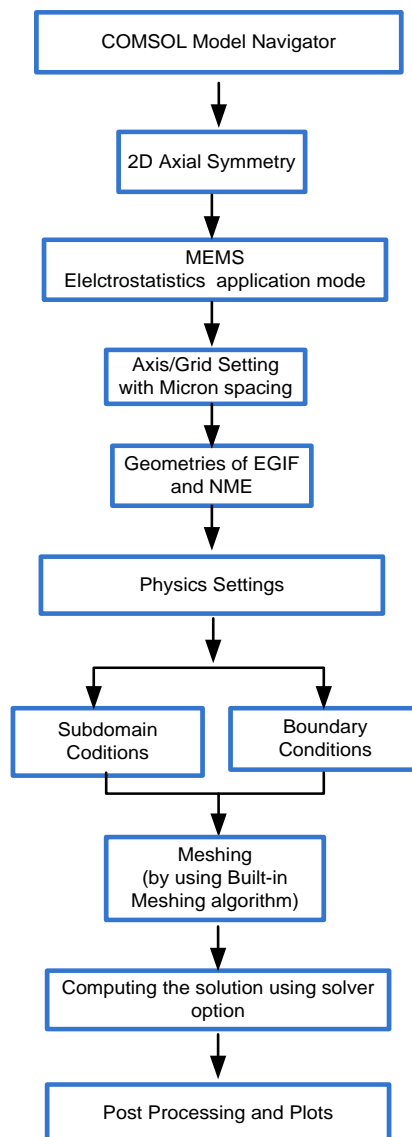 COMSOL Model Navigator
2D Axial Symmetry
MEMS
Elelctrostatistics application mode
Axis/Grid Setting
with Micron spacing
Geometries of EGIF
and NME
Physics Settings
Subdomain
Coditions
Boundary
Conditions
Meshing
(by using Built-in
Meshing algorithm)
Computing the solution using solver
option
Post Processing and Plots